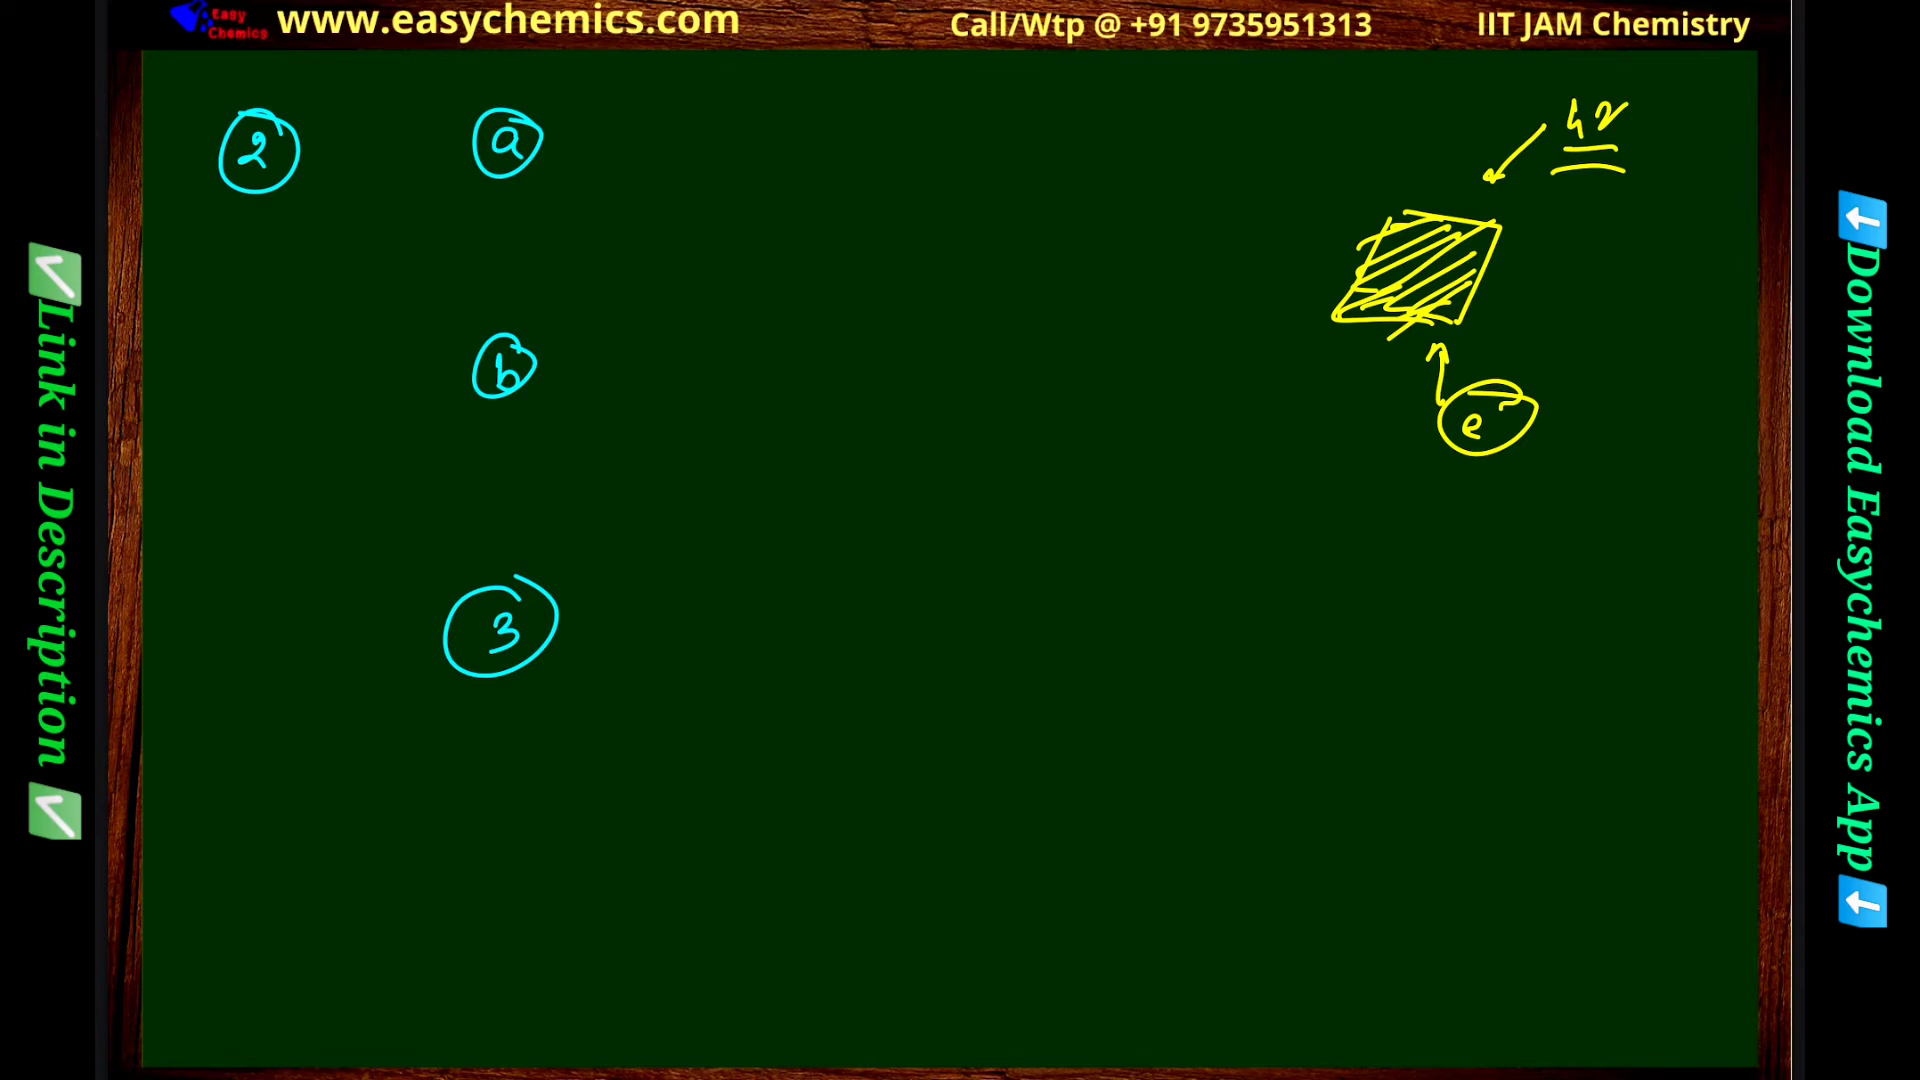 Easy
Chemics
www.easychemics.com
Call/Wtp @ +91 9735951313
IIT JAM Chemistry
2
a
hν
b
e⁻
3
✅Link in Description ✅
⬆Download Easychemics App⬆